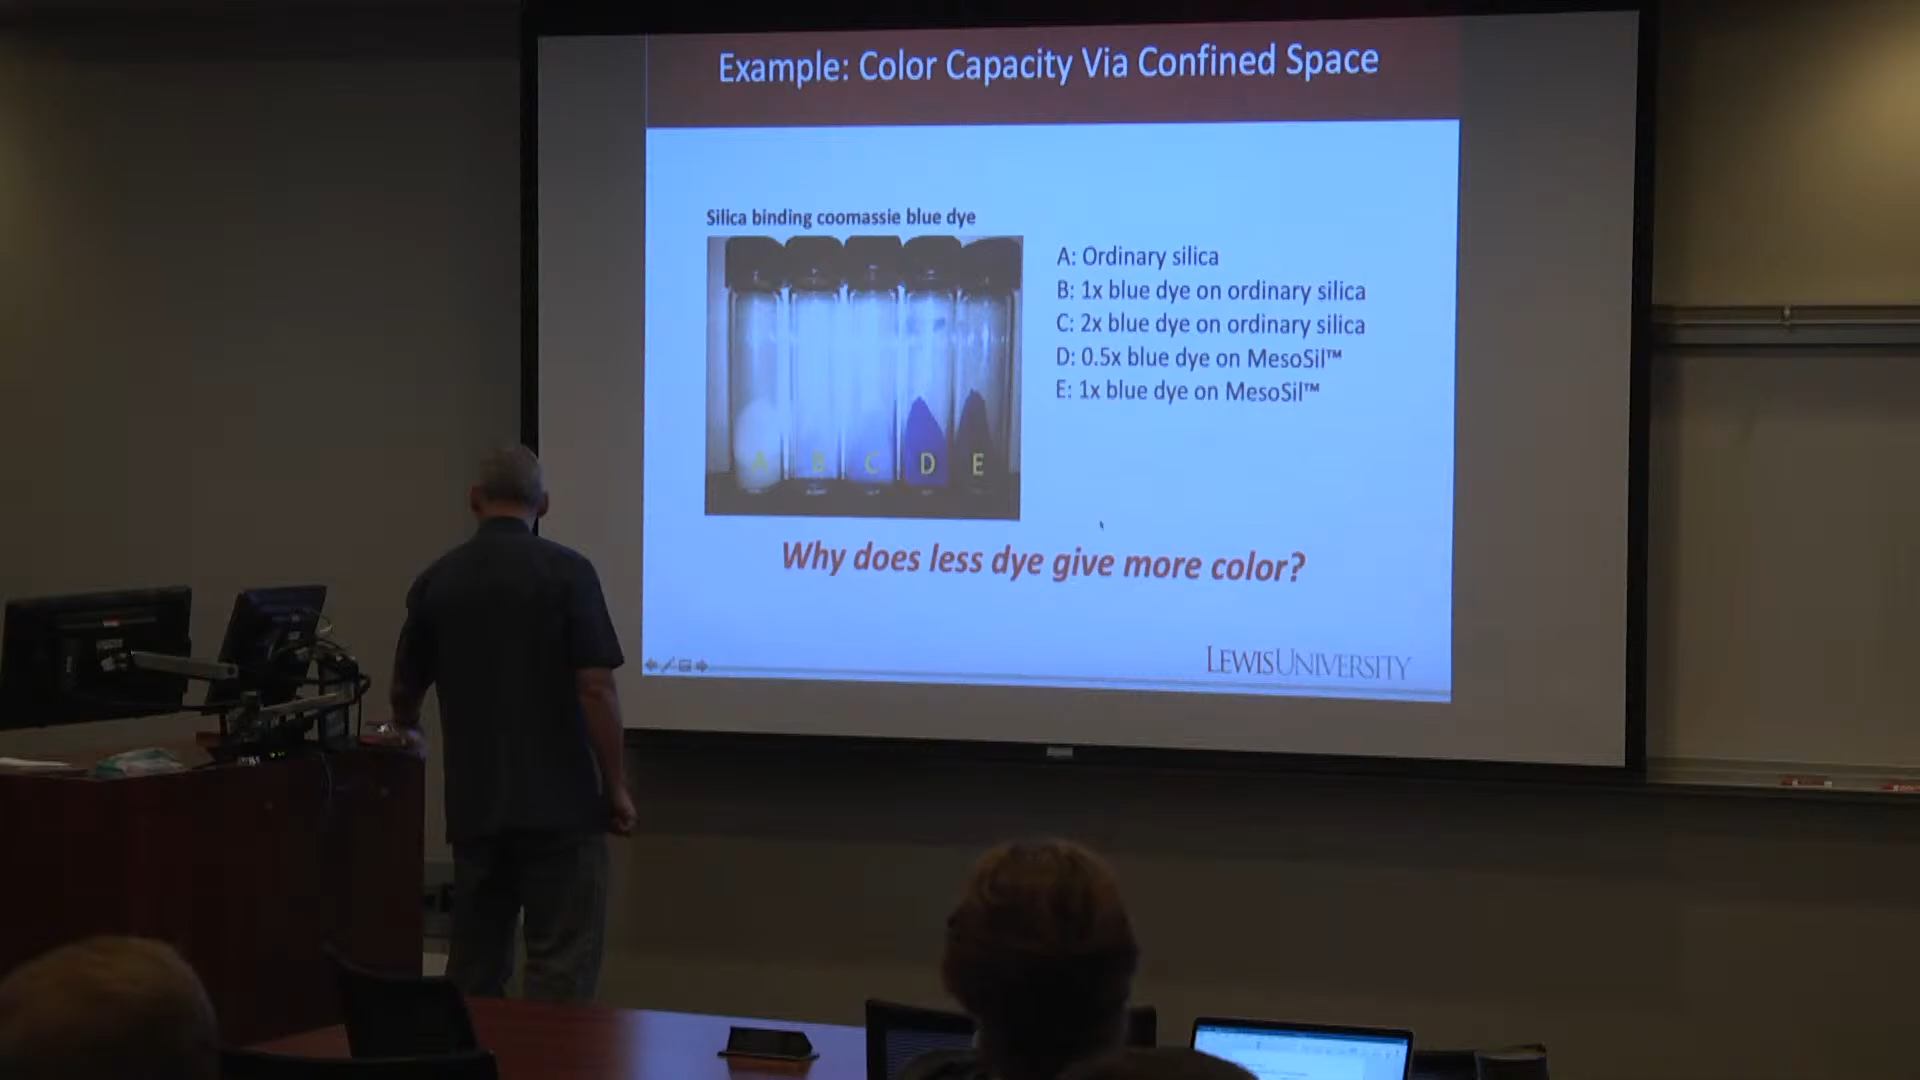 Example: Color Capacity Via Confined Space
Silica binding coomassie blue dye
A: Ordinary silica
B: 1x blue dye on ordinary silica
C: 2x blue dye on ordinary silica
D: 0.5x blue dye on MesoSil™
E: 1x blue dye on MesoSil™
A B C D E
Why does less dye give more color?
LEWIS UNIVERSITY